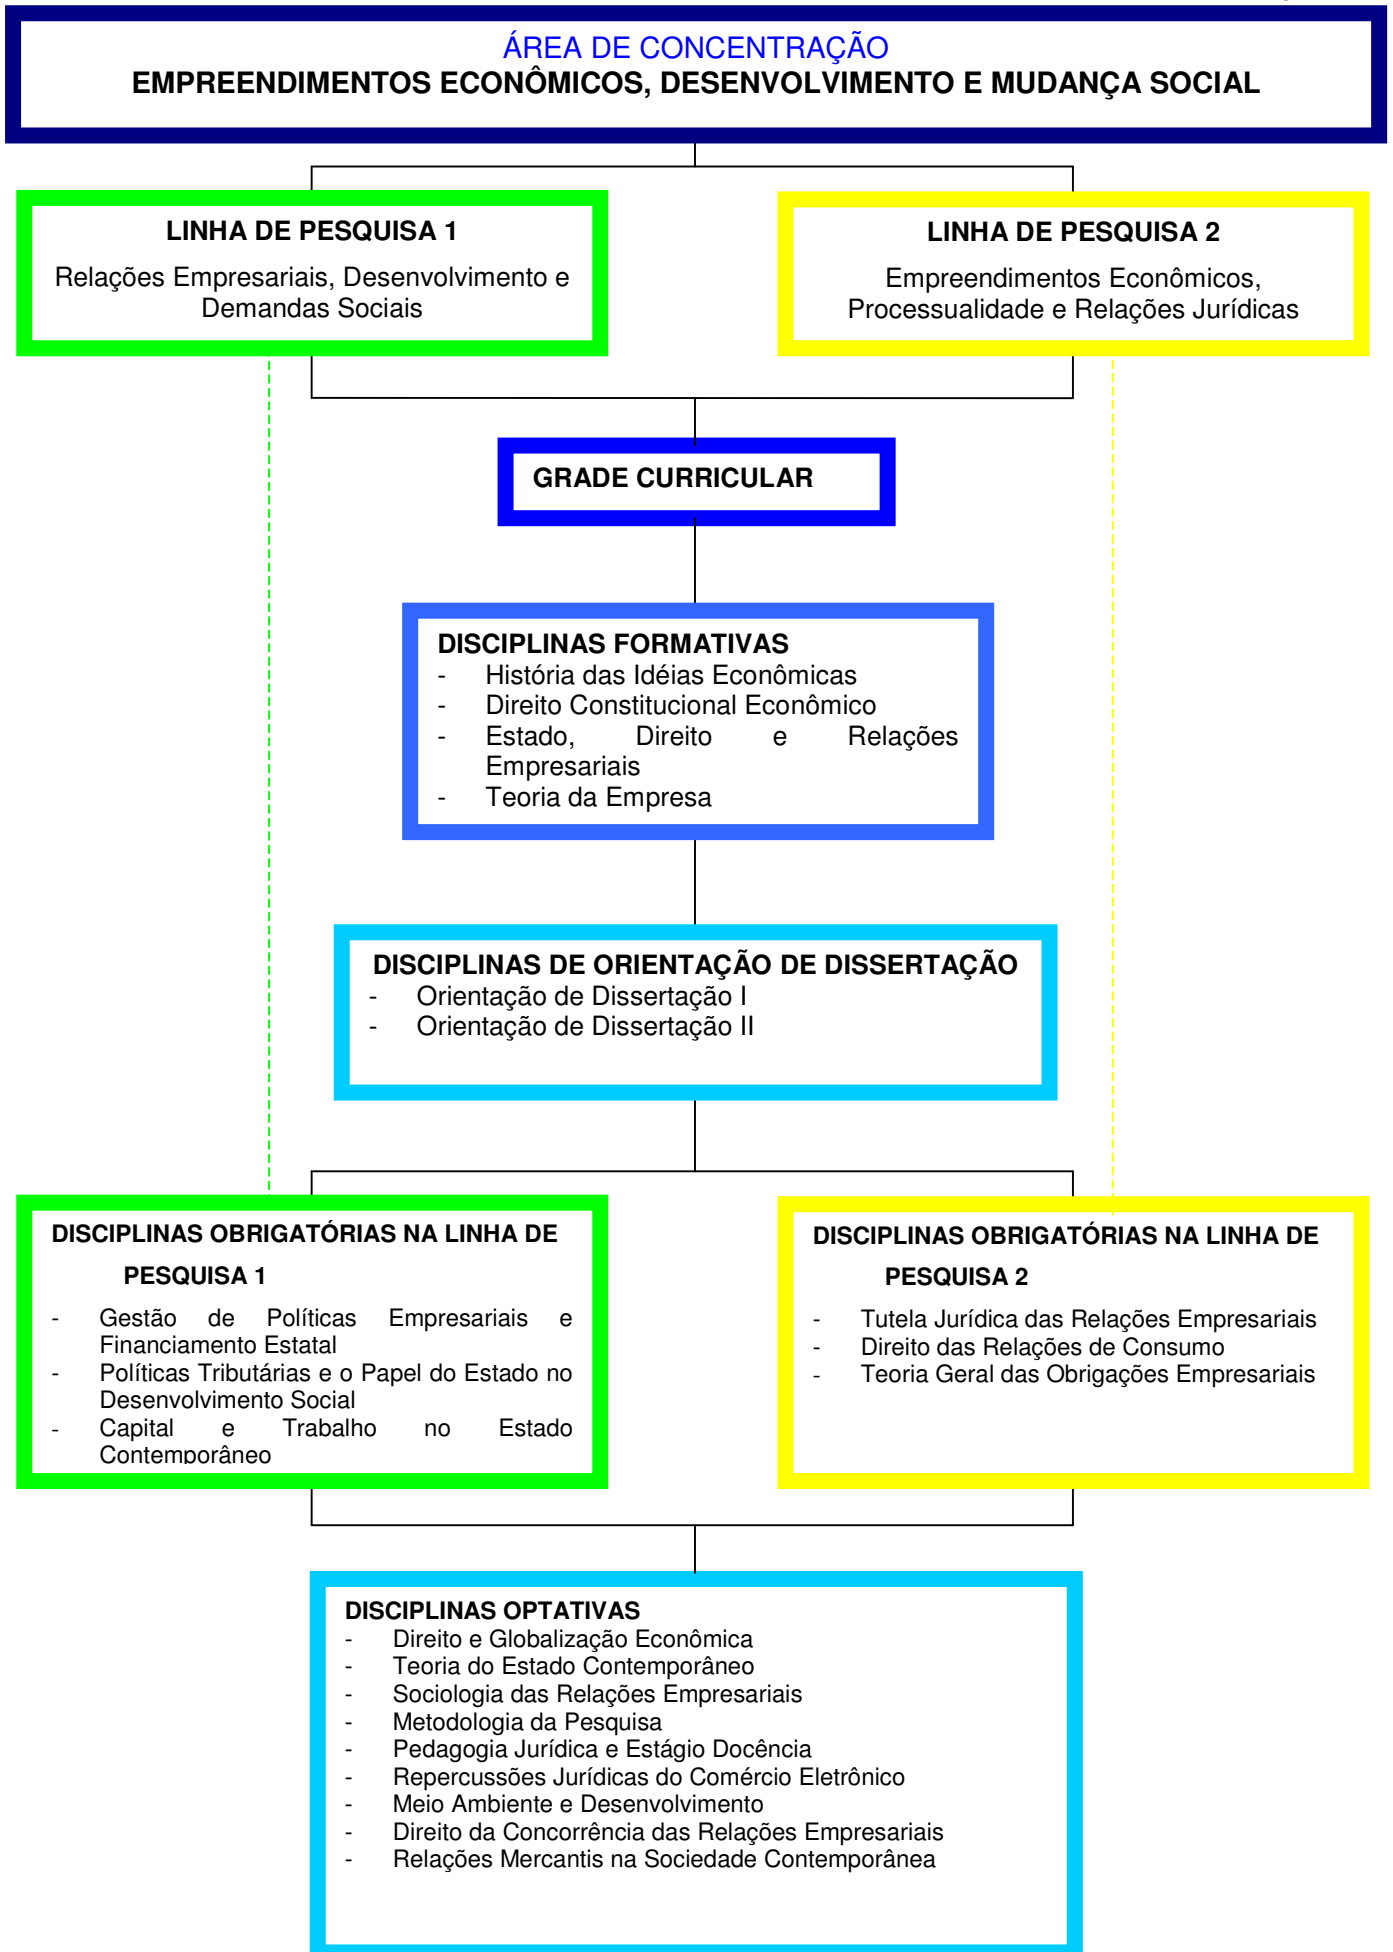 ÁREA DE CONCENTRAÇÃO
EMPREENDIMENTOS ECONÔMICOS, DESENVOLVIMENTO E MUDANÇA SOCIAL
LINHA DE PESQUISA 1
Relações Empresariais, Desenvolvimento e
Demandas Sociais
LINHA DE PESQUISA 2
Empreendimentos Econômicos,
Processualidade e Relações Jurídicas
GRADE CURRICULAR
DISCIPLINAS FORMATIVAS
- História das Idéias Econômicas
- Direito Constitucional Econômico
- Estado, Direito e Relações
Empresariais
- Teoria da Empresa
DISCIPLINAS DE ORIENTAÇÃO DE DISSERTAÇÃO
- Orientação de Dissertação I
- Orientação de Dissertação II
DISCIPLINAS OBRIGATÓRIAS NA LINHA DE
PESQUISA 1
- Gestão de Políticas Empresariais e
Financiamento Estatal
- Políticas Tributárias e o Papel do Estado no
Desenvolvimento Social
- Capital e Trabalho no Estado
Contemporâneo
DISCIPLINAS OBRIGATÓRIAS NA LINHA DE
PESQUISA 2
- Tutela Jurídica das Relações Empresariais
- Direito das Relações de Consumo
- Teoria Geral das Obrigações Empresariais
DISCIPLINAS OPTATIVAS
- Direito e Globalização Econômica
- Teoria do Estado Contemporâneo
- Sociologia das Relações Empresariais
- Metodologia da Pesquisa
- Pedagogia Jurídica e Estágio Docência
- Repercussões Jurídicas do Comércio Eletrônico
- Meio Ambiente e Desenvolvimento
- Direito da Concorrência das Relações Empresariais
- Relações Mercantis na Sociedade Contemporânea